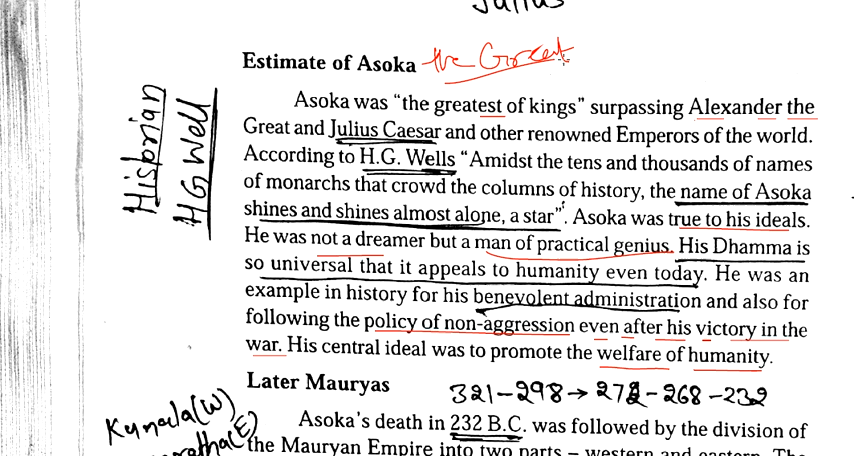 Julius
Estimate of Asoka the Great
Historian
HG Well
Asoka was “the greatest of kings” surpassing Alexander the
Great and Julius Caesar and other renowned Emperors of the world.
According to H.G. Wells “Amidst the tens and thousands of names
of monarchs that crowd the columns of history, the name of Asoka
shines and shines almost alone, a star”. Asoka was true to his ideals.
He was not a dreamer but a man of practical genius. His Dhamma is
so universal that it appeals to humanity even today. He was an
example in history for his benevolent administration and also for
following the policy of non-aggression even after his victory in the
war. His central ideal was to promote the welfare of humanity.
Later Mauryas 321-298→272-268-232
Kunala(W)
Asoka's death in 232 B.C. was followed by the division of
(E)
the Mauryan Empire into two parts – western and eastern. The